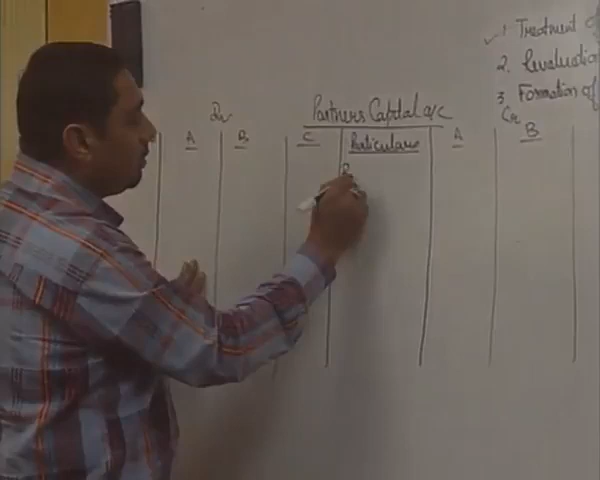 ✓ 1 Treatment of
2. Revaluation
3 Formation of
Dr Partners Capital a/c Cr
A B C Particulars A B